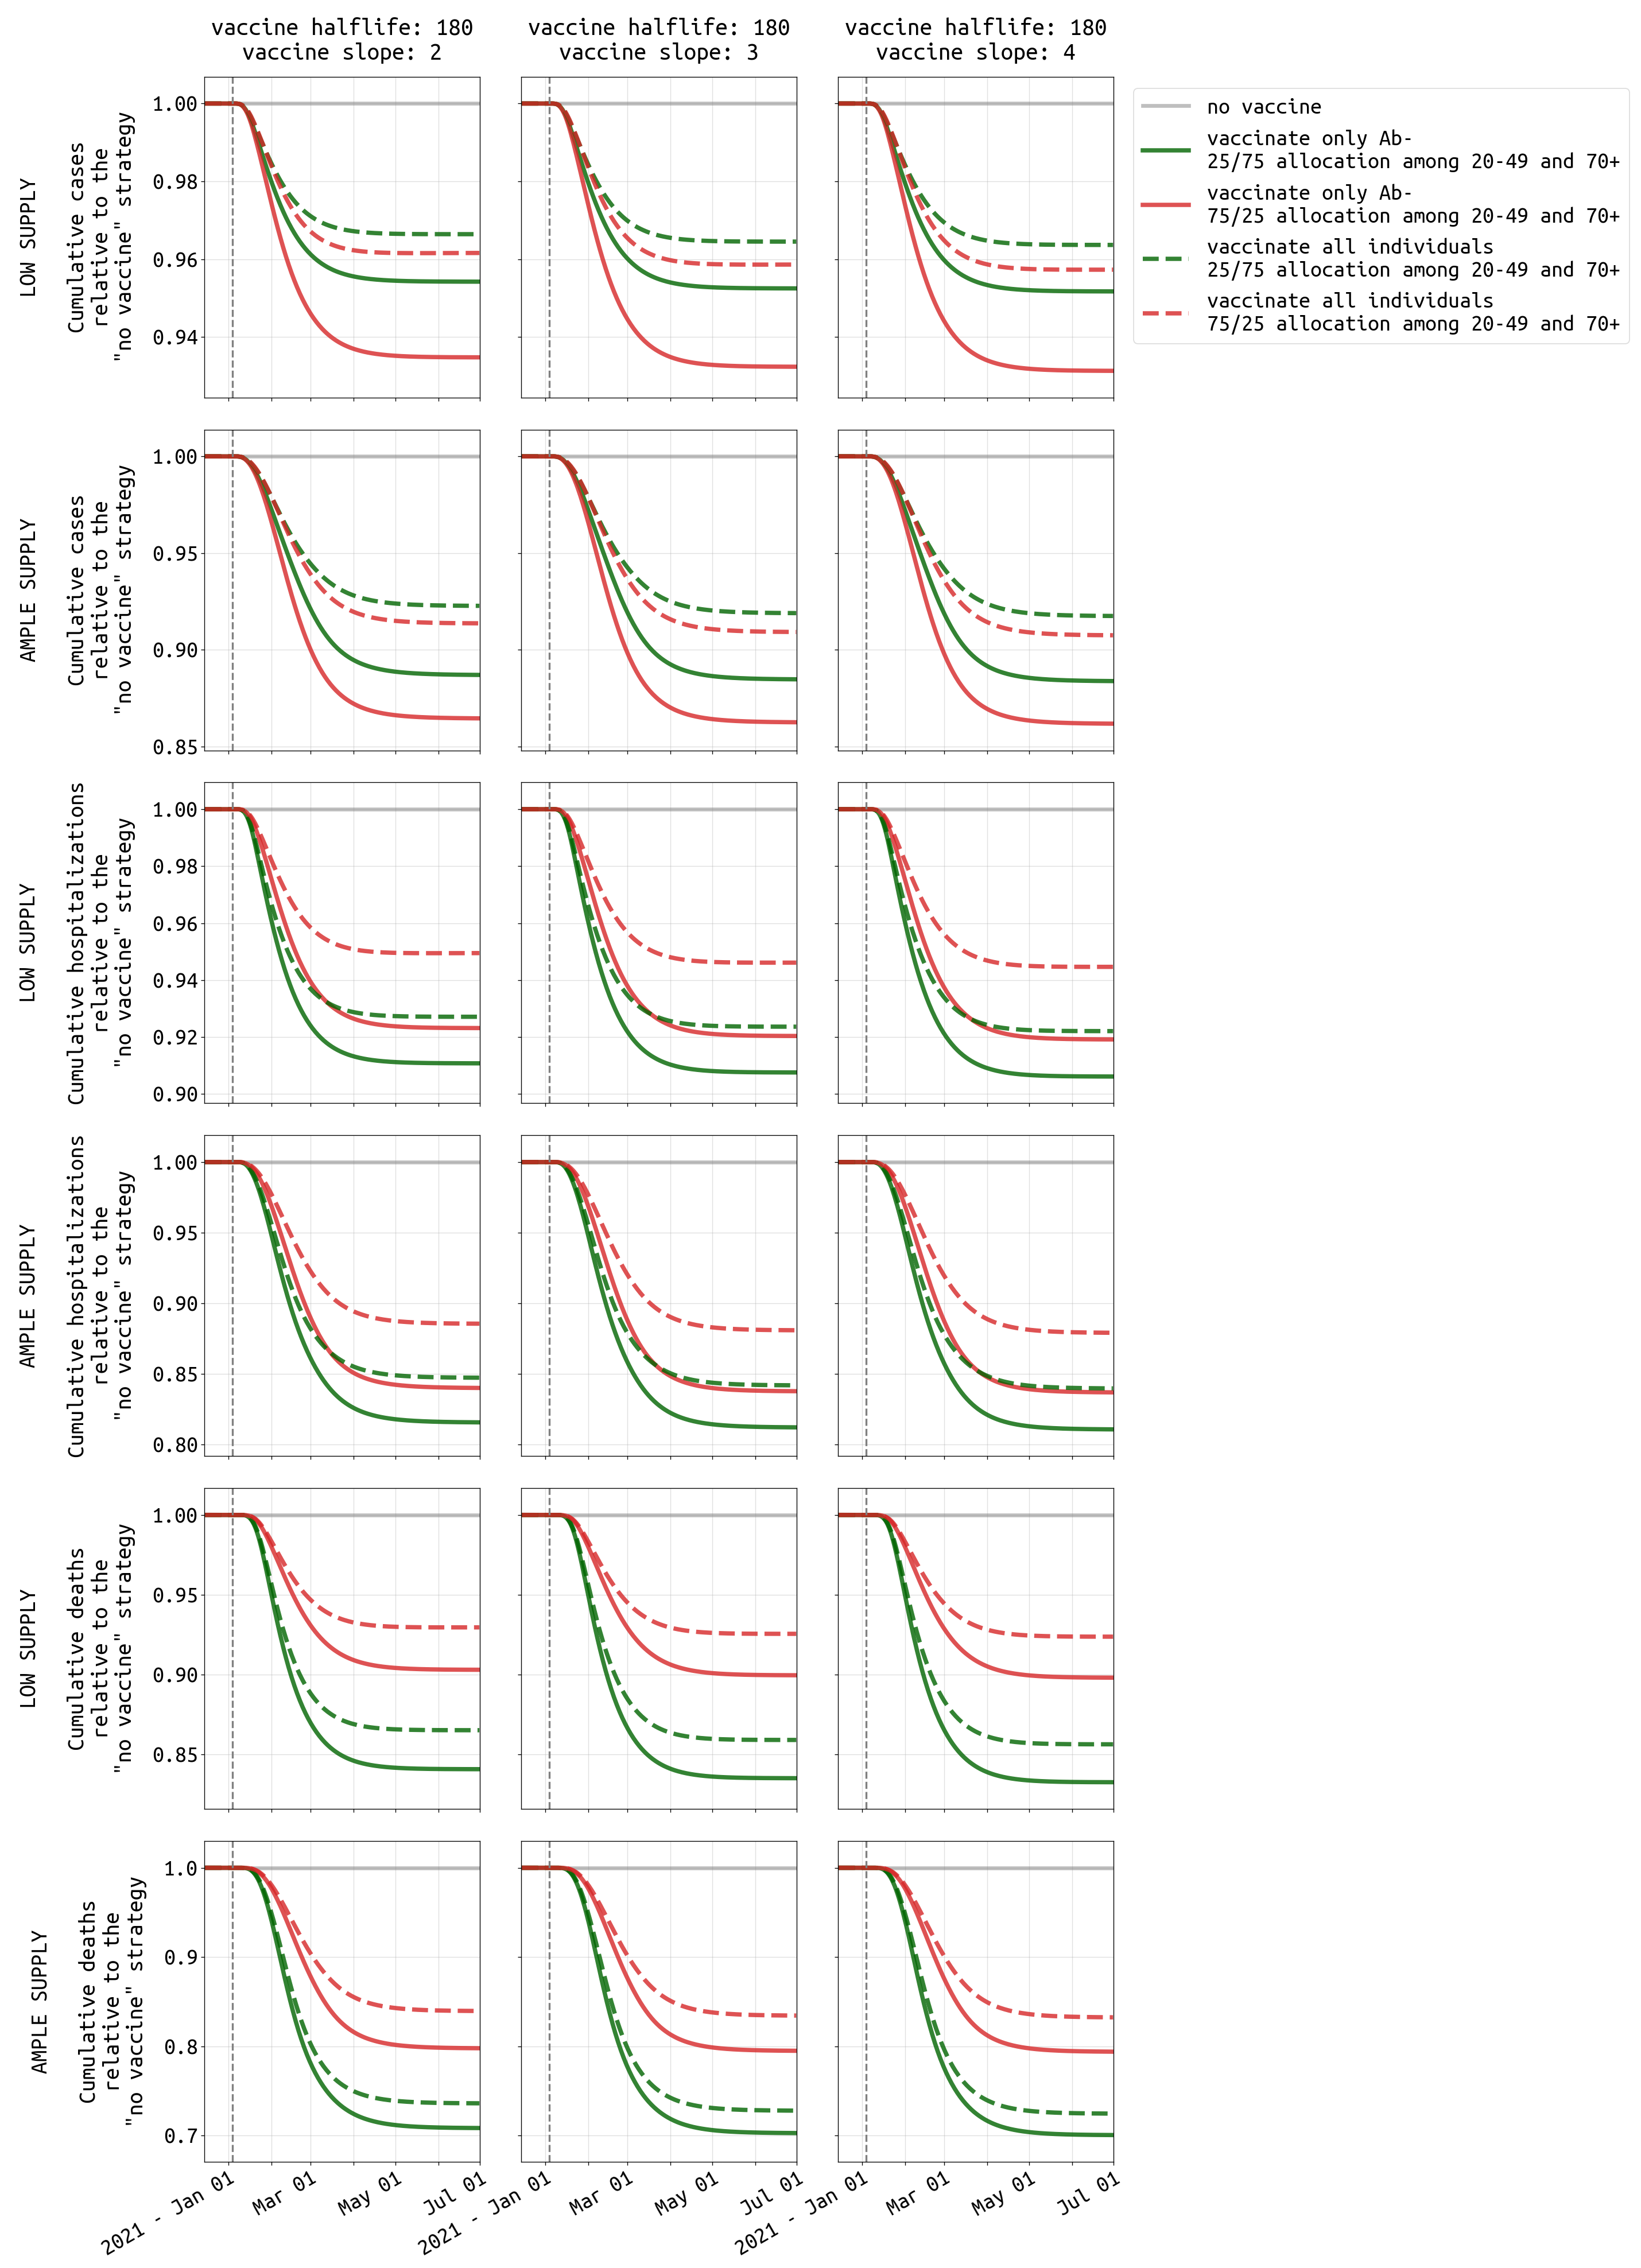 vaccine halflife: 180
vaccine slope: 2
vaccine halflife: 180
vaccine slope: 3
vaccine halflife: 180
vaccine slope: 4
no vaccine
vaccinate only Ab-
25/75 allocation among 20-49 and 70+
vaccinate only Ab-
75/25 allocation among 20-49 and 70+
vaccinate all individuals
25/75 allocation among 20-49 and 70+
vaccinate all individuals
75/25 allocation among 20-49 and 70+
LOW SUPPLY
Cumulative cases
relative to the
"no vaccine" strategy
1.00
0.98
0.96
0.94
AMPLE SUPPLY
Cumulative cases
relative to the
"no vaccine" strategy
1.00
0.95
0.90
0.85
LOW SUPPLY
Cumulative hospitalizations
relative to the
"no vaccine" strategy
1.00
0.98
0.96
0.94
0.92
0.90
AMPLE SUPPLY
Cumulative hospitalizations
relative to the
"no vaccine" strategy
1.00
0.95
0.90
0.85
0.80
LOW SUPPLY
Cumulative deaths
relative to the
"no vaccine" strategy
1.00
0.95
0.90
0.85
AMPLE SUPPLY
Cumulative deaths
relative to the
"no vaccine" strategy
1.0
0.9
0.8
0.7
2021 - Jan 01
Mar 01
May 01
Jul 01
2021 - Jan 01
Mar 01
May 01
Jul 01
2021 - Jan 01
Mar 01
May 01
Jul 01